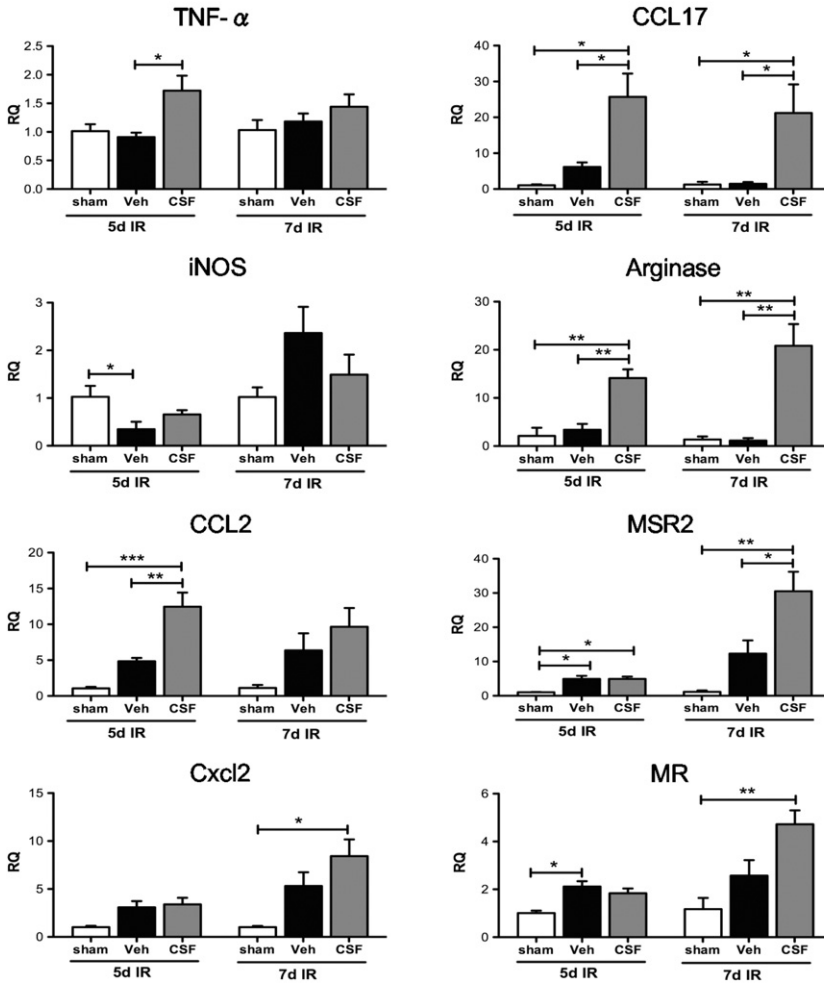 TNF- α
RQ
2.5
2.0
1.5
1.0
0.5
0.0
*
sham Veh CSF sham Veh CSF
5d IR 7d IR
CCL17
RQ
40
30
20
10
0
* * * *
sham Veh CSF sham Veh CSF
5d IR 7d IR
iNOS
RQ
3
2
1
0
*
sham Veh CSF sham Veh CSF
5d IR 7d IR
Arginase
RQ
30
20
10
0
** ** ** **
sham Veh CSF sham Veh CSF
5d IR 7d IR
CCL2
RQ
20
15
10
5
0
***
**
sham Veh CSF sham Veh CSF
5d IR 7d IR
MSR2
RQ
40
30
20
10
0
**
*
*
*
sham Veh CSF sham Veh CSF
5d IR 7d IR
Cxcl2
RQ
15
10
5
0
*
sham Veh CSF sham Veh CSF
5d IR 7d IR
MR
RQ
6
4
2
0
**
*
sham Veh CSF sham Veh CSF
5d IR 7d IR